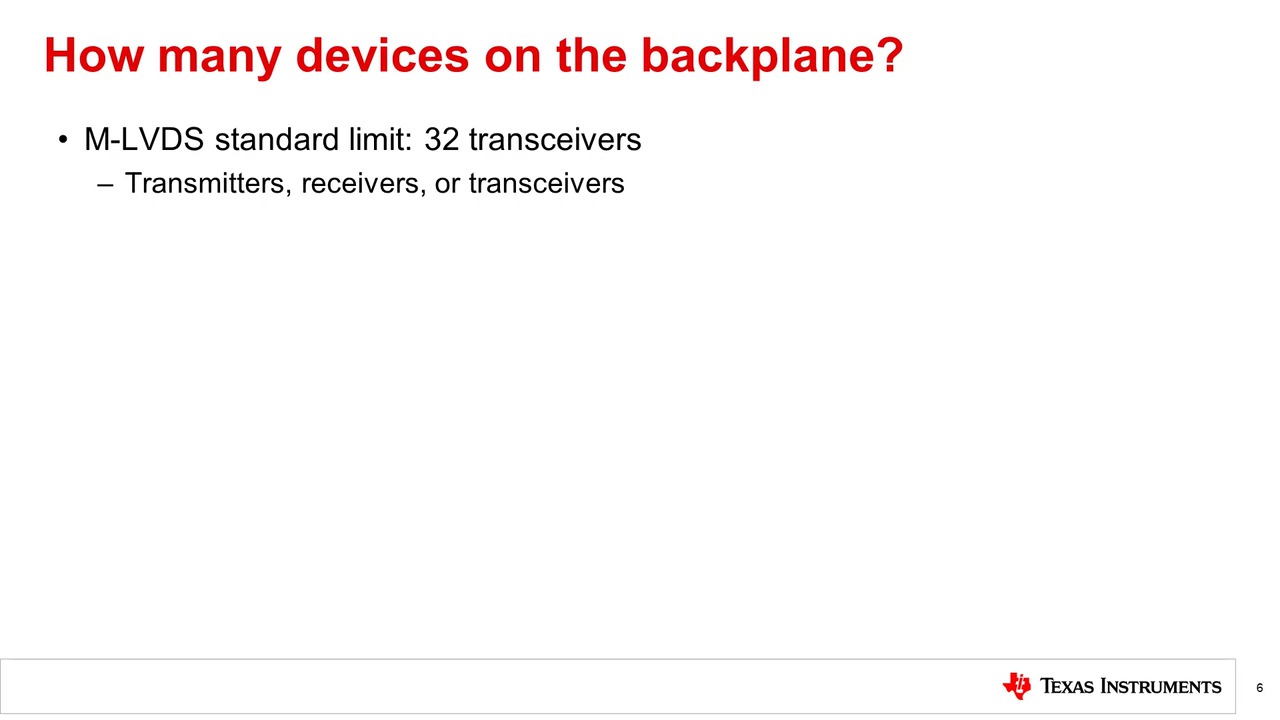 How many devices on the backplane?
• M-LVDS standard limit: 32 transceivers
– Transmitters, receivers, or transceivers
TEXAS INSTRUMENTS
6